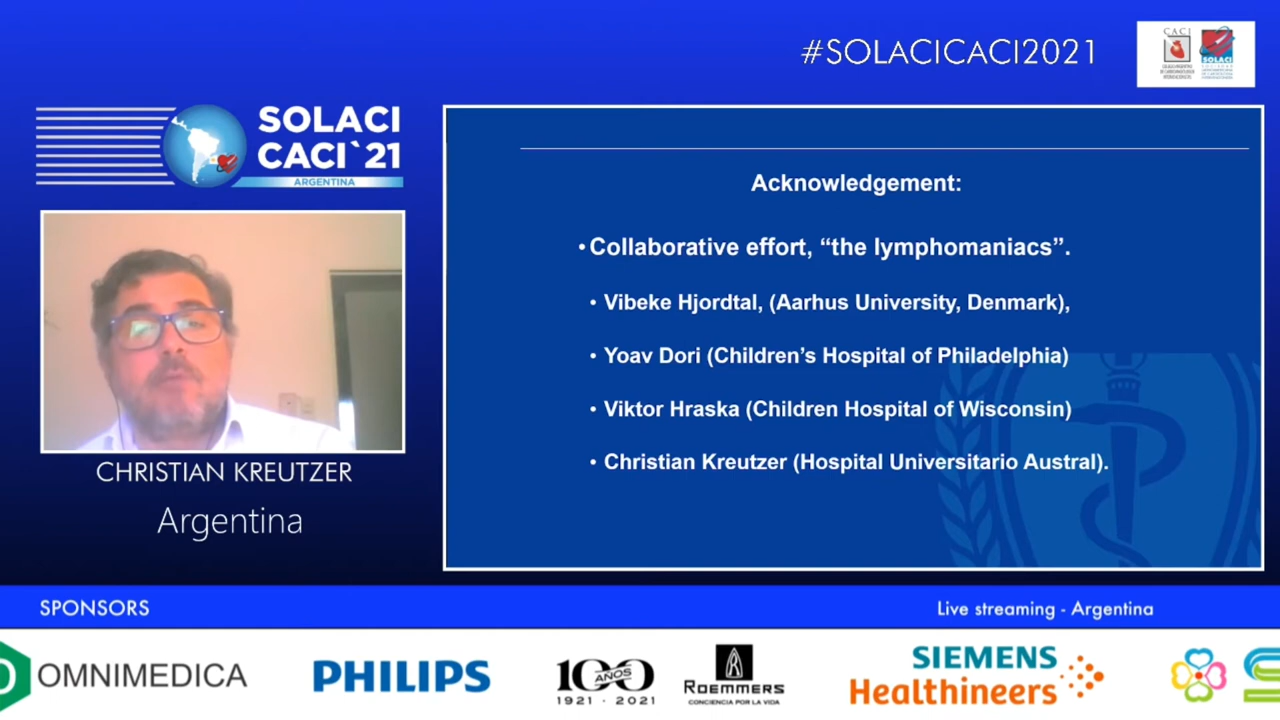 #SOLACICACI2021
CACI
SOLACI
SOLACI
CACI`21
ARGENTINA
Acknowledgement:
• Collaborative effort, “the lymphomaniacs”.
• Vibeke Hjordtal, (Aarhus University, Denmark),
• Yoav Dori (Children’s Hospital of Philadelphia)
• Viktor Hraska (Children Hospital of Wisconsin)
• Christian Kreutzer (Hospital Universitario Austral).
CHRISTIAN KREUTZER
Argentina
SPONSORS
Live streaming - Argentina
OMNIMEDICA
PHILIPS
100
AÑOS
1921 - 2021
ROEMMERS
CONCIENCIA POR LA VIDA
SIEMENS
Healthineers